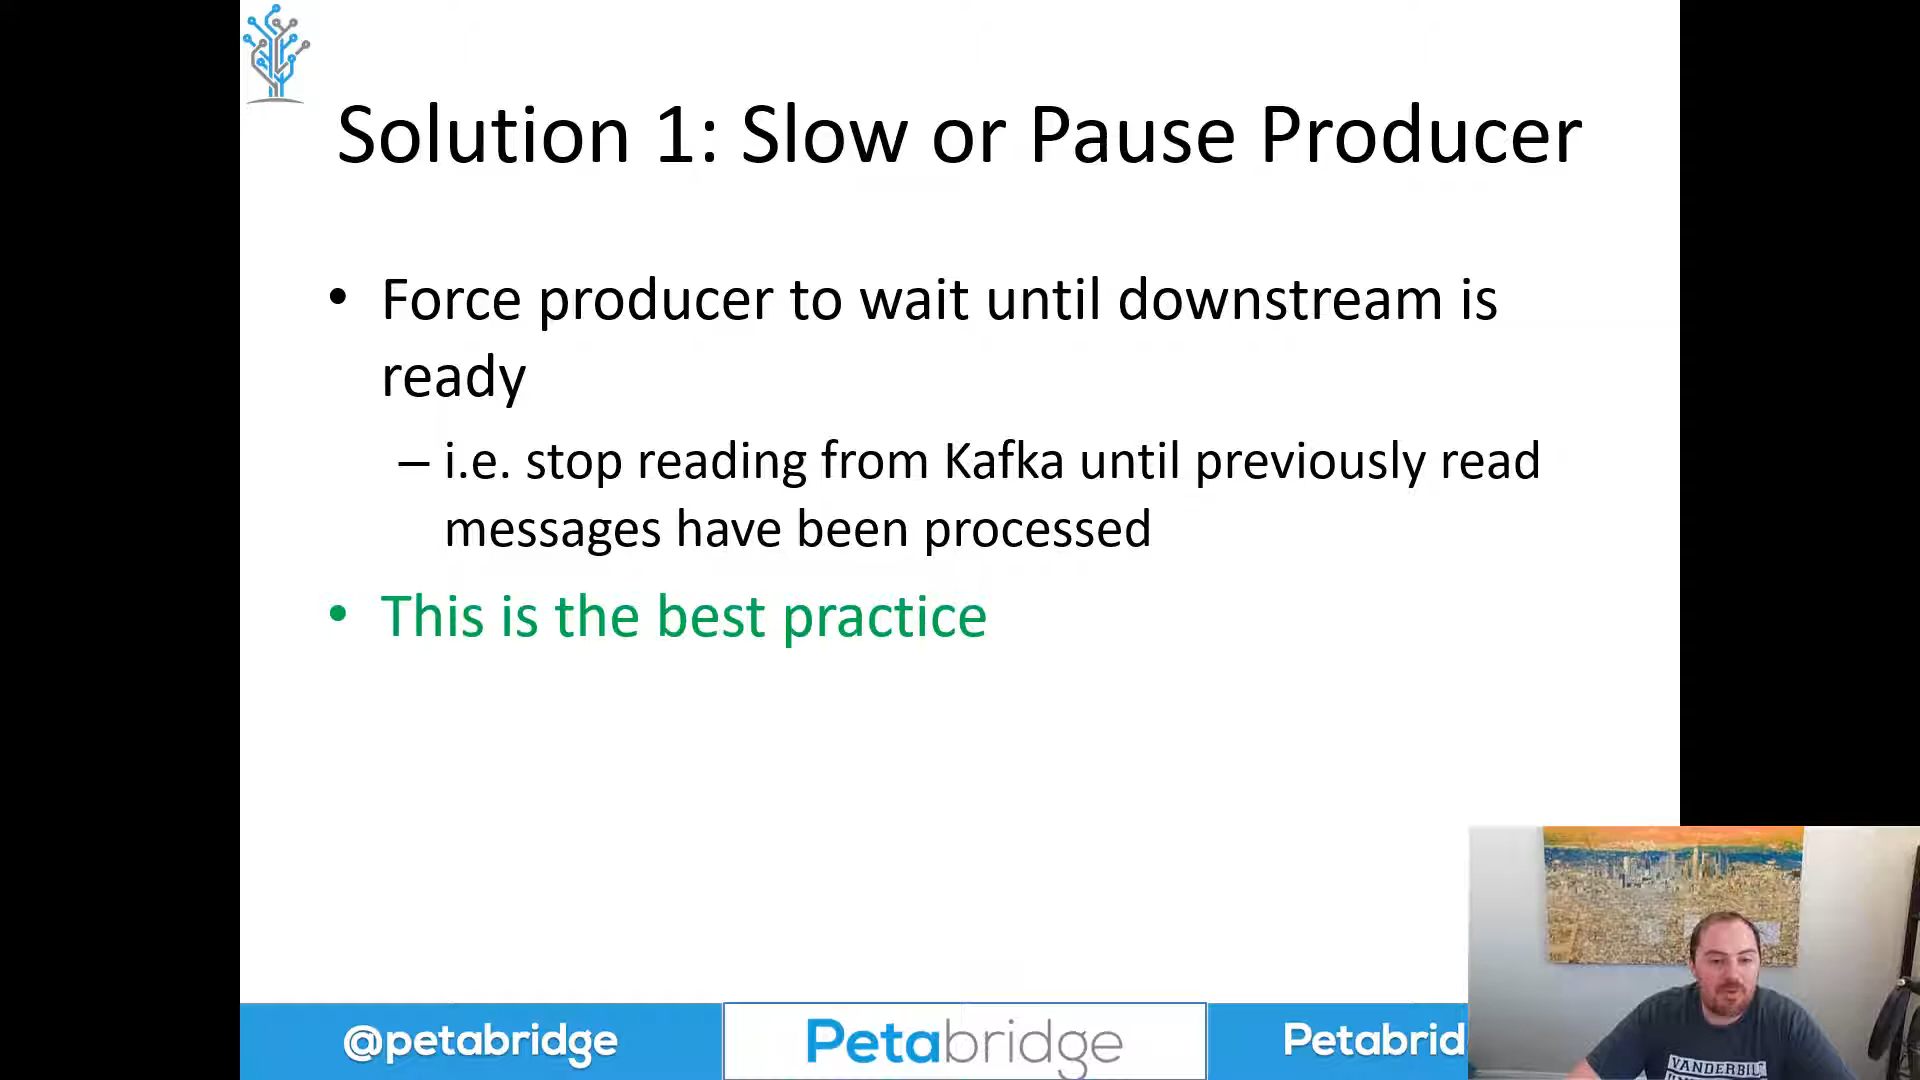 Solution 1: Slow or Pause Producer
• Force producer to wait until downstream is
ready
– i.e. stop reading from Kafka until previously read
messages have been processed
• This is the best practice
@petabridge
Petabridge
Petabrid
VANDERBIL